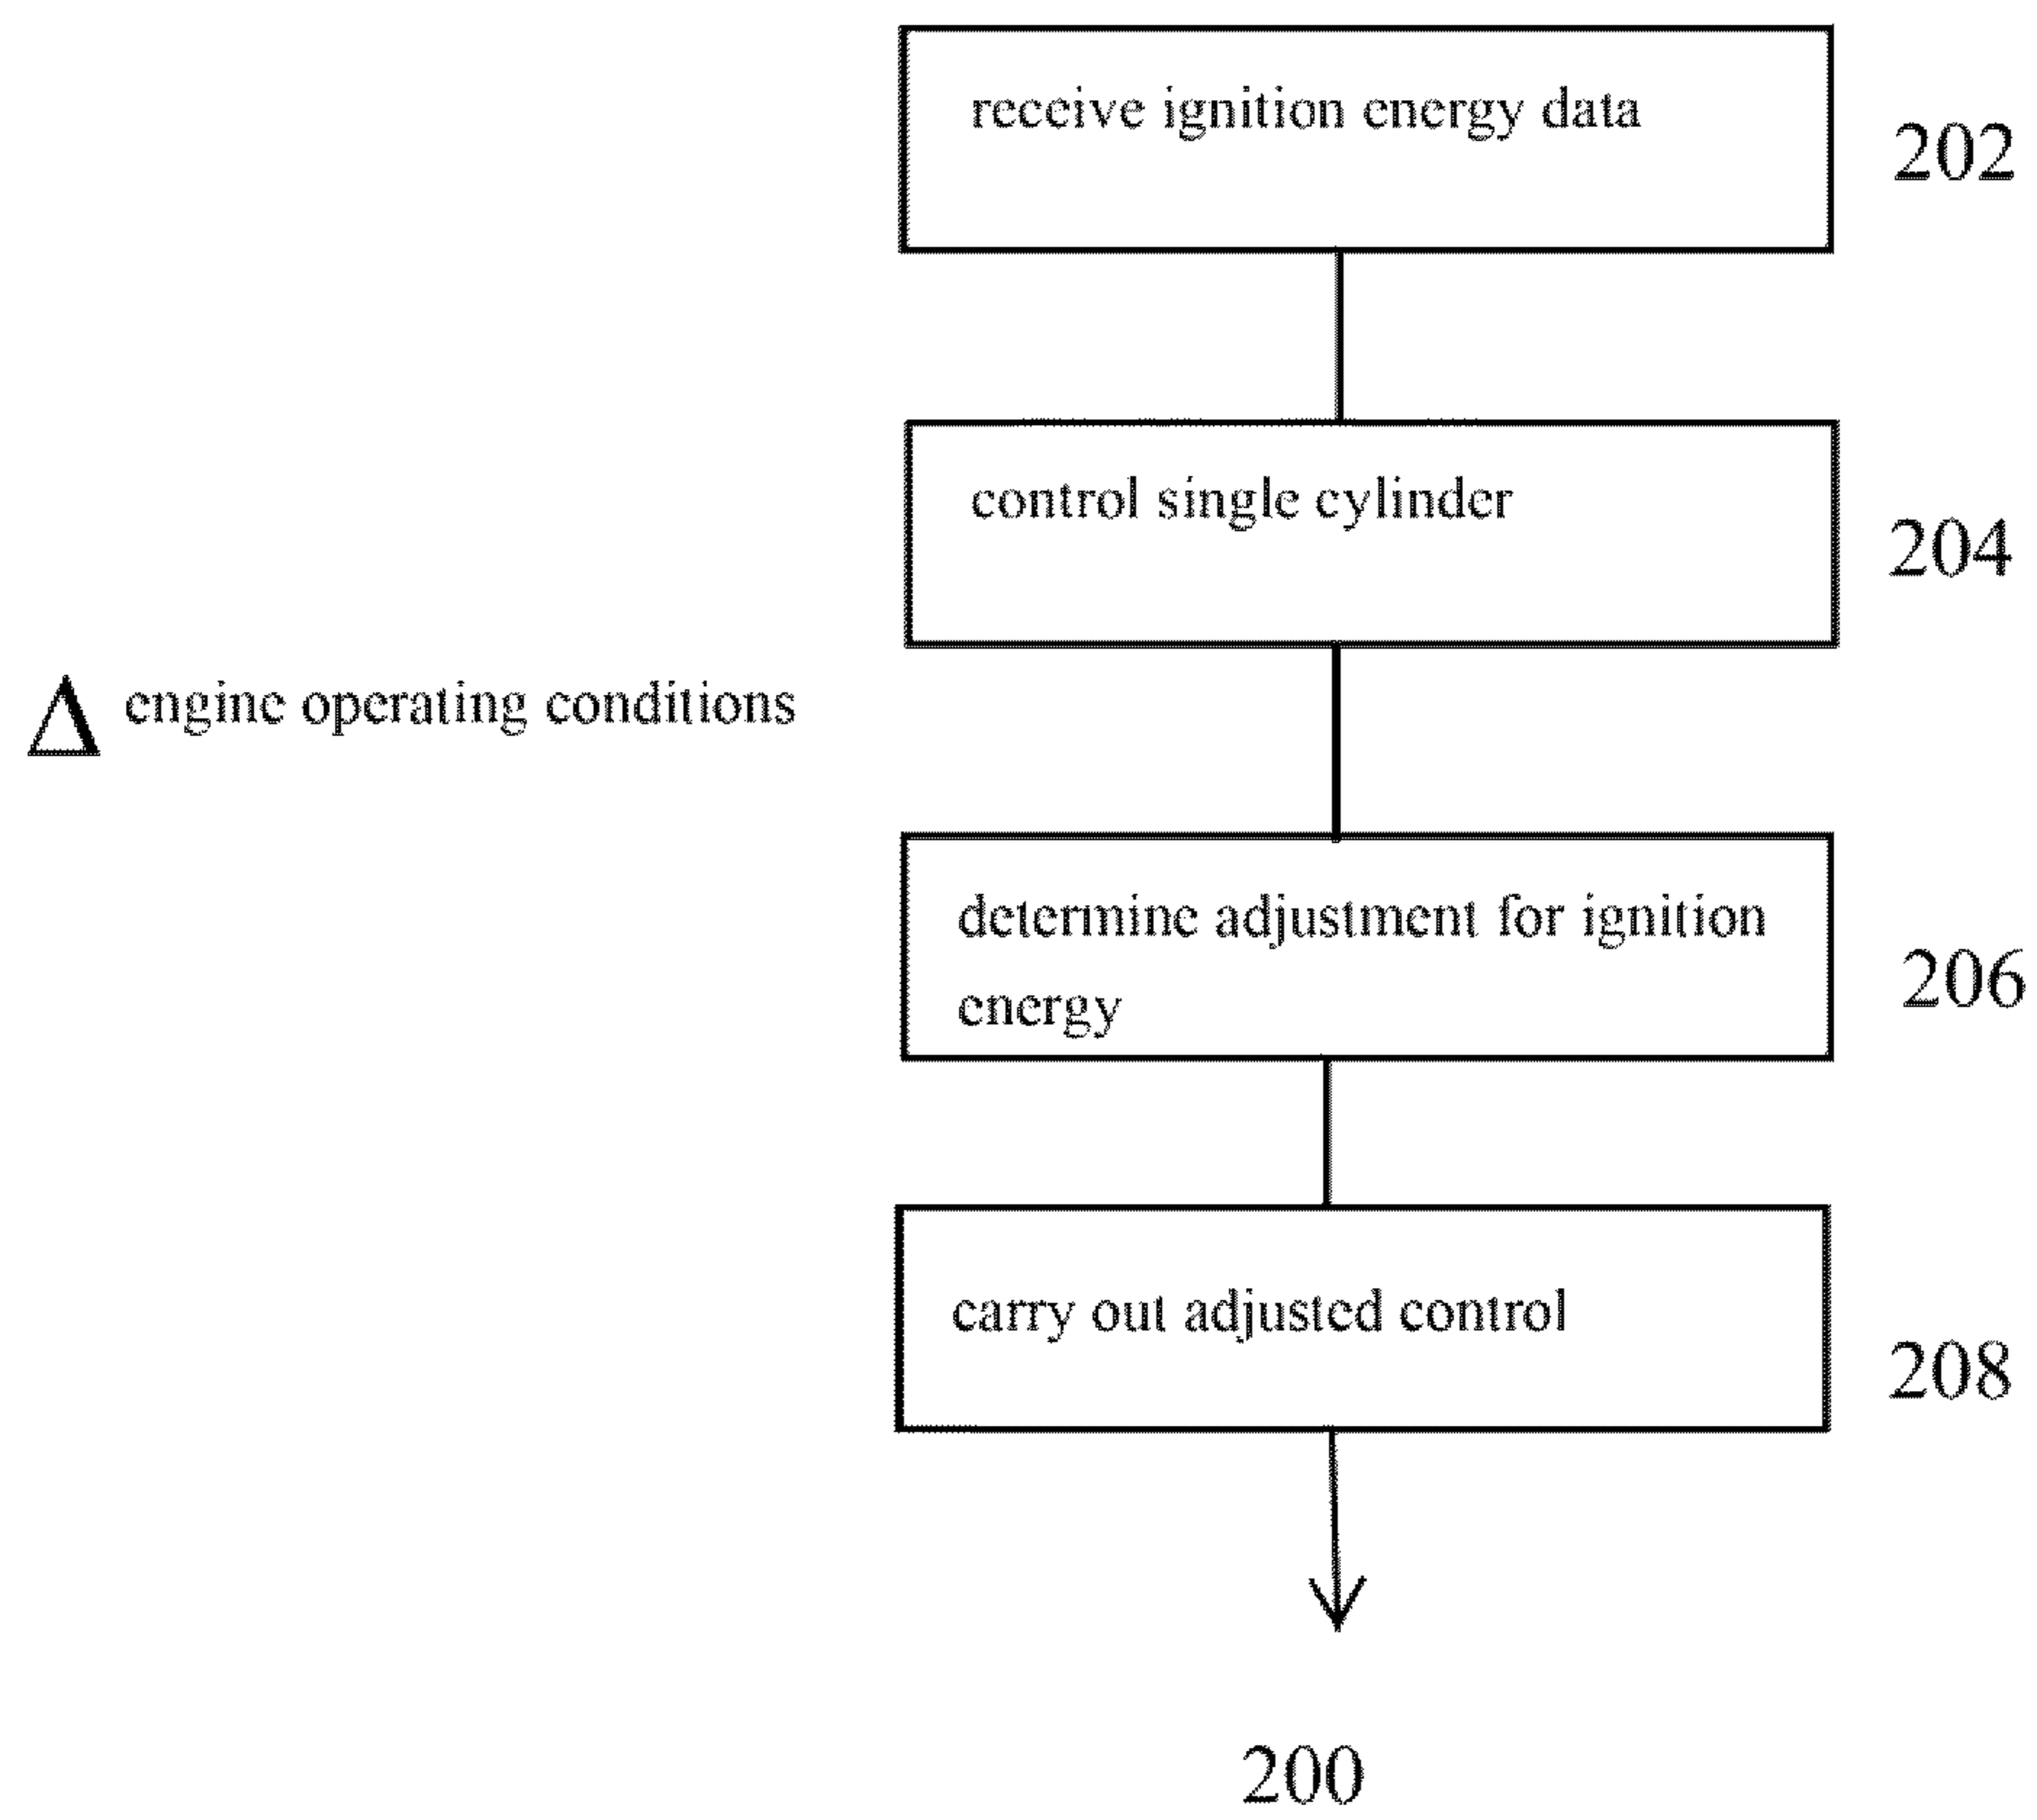 receive ignition energy data
202
control single cylinder
204
Δ engine operating conditions
determine adjustment for ignition
energy
206
carry out adjusted control
208
200